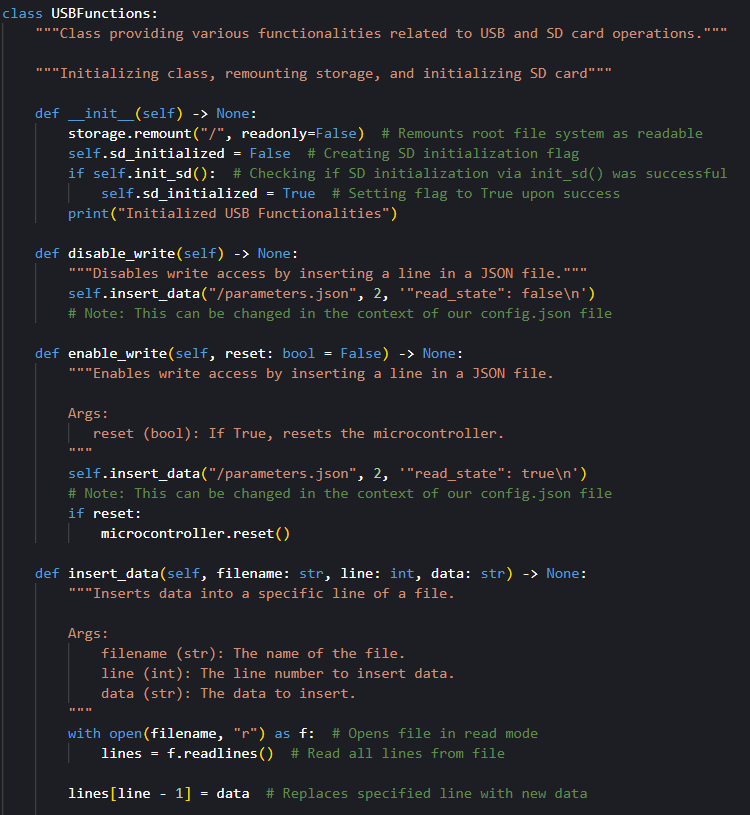 class USBFunctions:
    """Class providing various functionalities related to USB and SD card operations."""

    """Initializing class, remounting storage, and initializing SD card"""

    def __init__(self) -> None:
        storage.remount("/", readonly=False)  # Remounts root file system as readable
        self.sd_initialized = False  # Creating SD initialization flag
        if self.init_sd():  # Checking if SD initialization via init_sd() was successful
            self.sd_initialized = True  # Setting flag to True upon success
        print("Initialized USB Functionalities")

    def disable_write(self) -> None:
        """Disables write access by inserting a line in a JSON file."""
        self.insert_data("/parameters.json", 2, '"read_state": false\n')
        # Note: This can be changed in the context of our config.json file

    def enable_write(self, reset: bool = False) -> None:
        """Enables write access by inserting a line in a JSON file.

        Args:
           reset (bool): If True, resets the microcontroller.
        """
        self.insert_data("/parameters.json", 2, '"read_state": true\n')
        # Note: This can be changed in the context of our config.json file
        if reset:
            microcontroller.reset()

    def insert_data(self, filename: str, line: int, data: str) -> None:
        """Inserts data into a specific line of a file.

        Args:
            filename (str): The name of the file.
            line (int): The line number to insert data.
            data (str): The data to insert.
        """
        with open(filename, "r") as f:  # Opens file in read mode
            lines = f.readlines()  # Read all lines from file

        lines[line - 1] = data  # Replaces specified line with new data